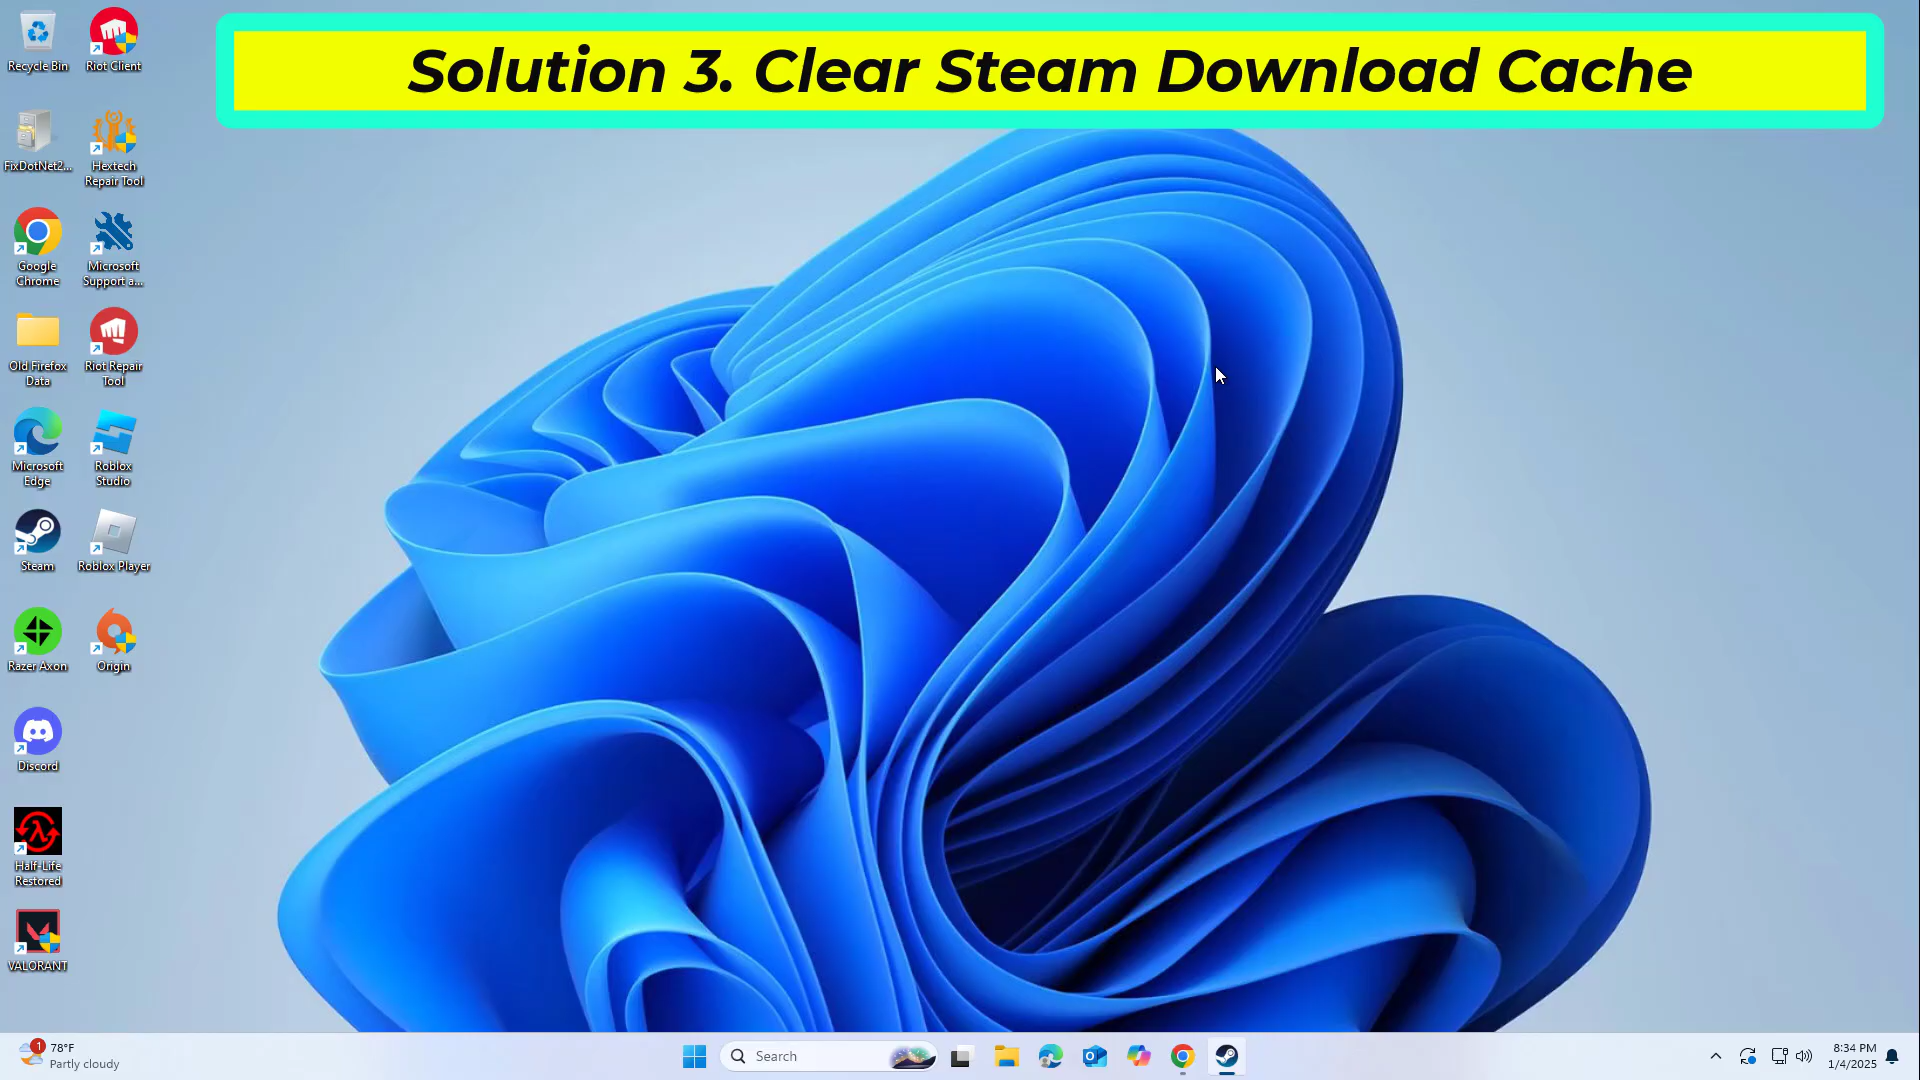 Solution 3. Clear Steam Download Cache
Recycle Bin
Riot Client
FixDotNet2...
Hextech
Repair Tool
Google
Chrome
Microsoft
Support a...
Old Firefox
Data
Riot Repair
Tool
Microsoft
Edge
Roblox
Studio
Steam
Roblox Player
Razer Axon
Origin
Discord
Half-Life
Restored
VALORANT
1
78°F
Partly cloudy
Search
8:34 PM
1/4/2025